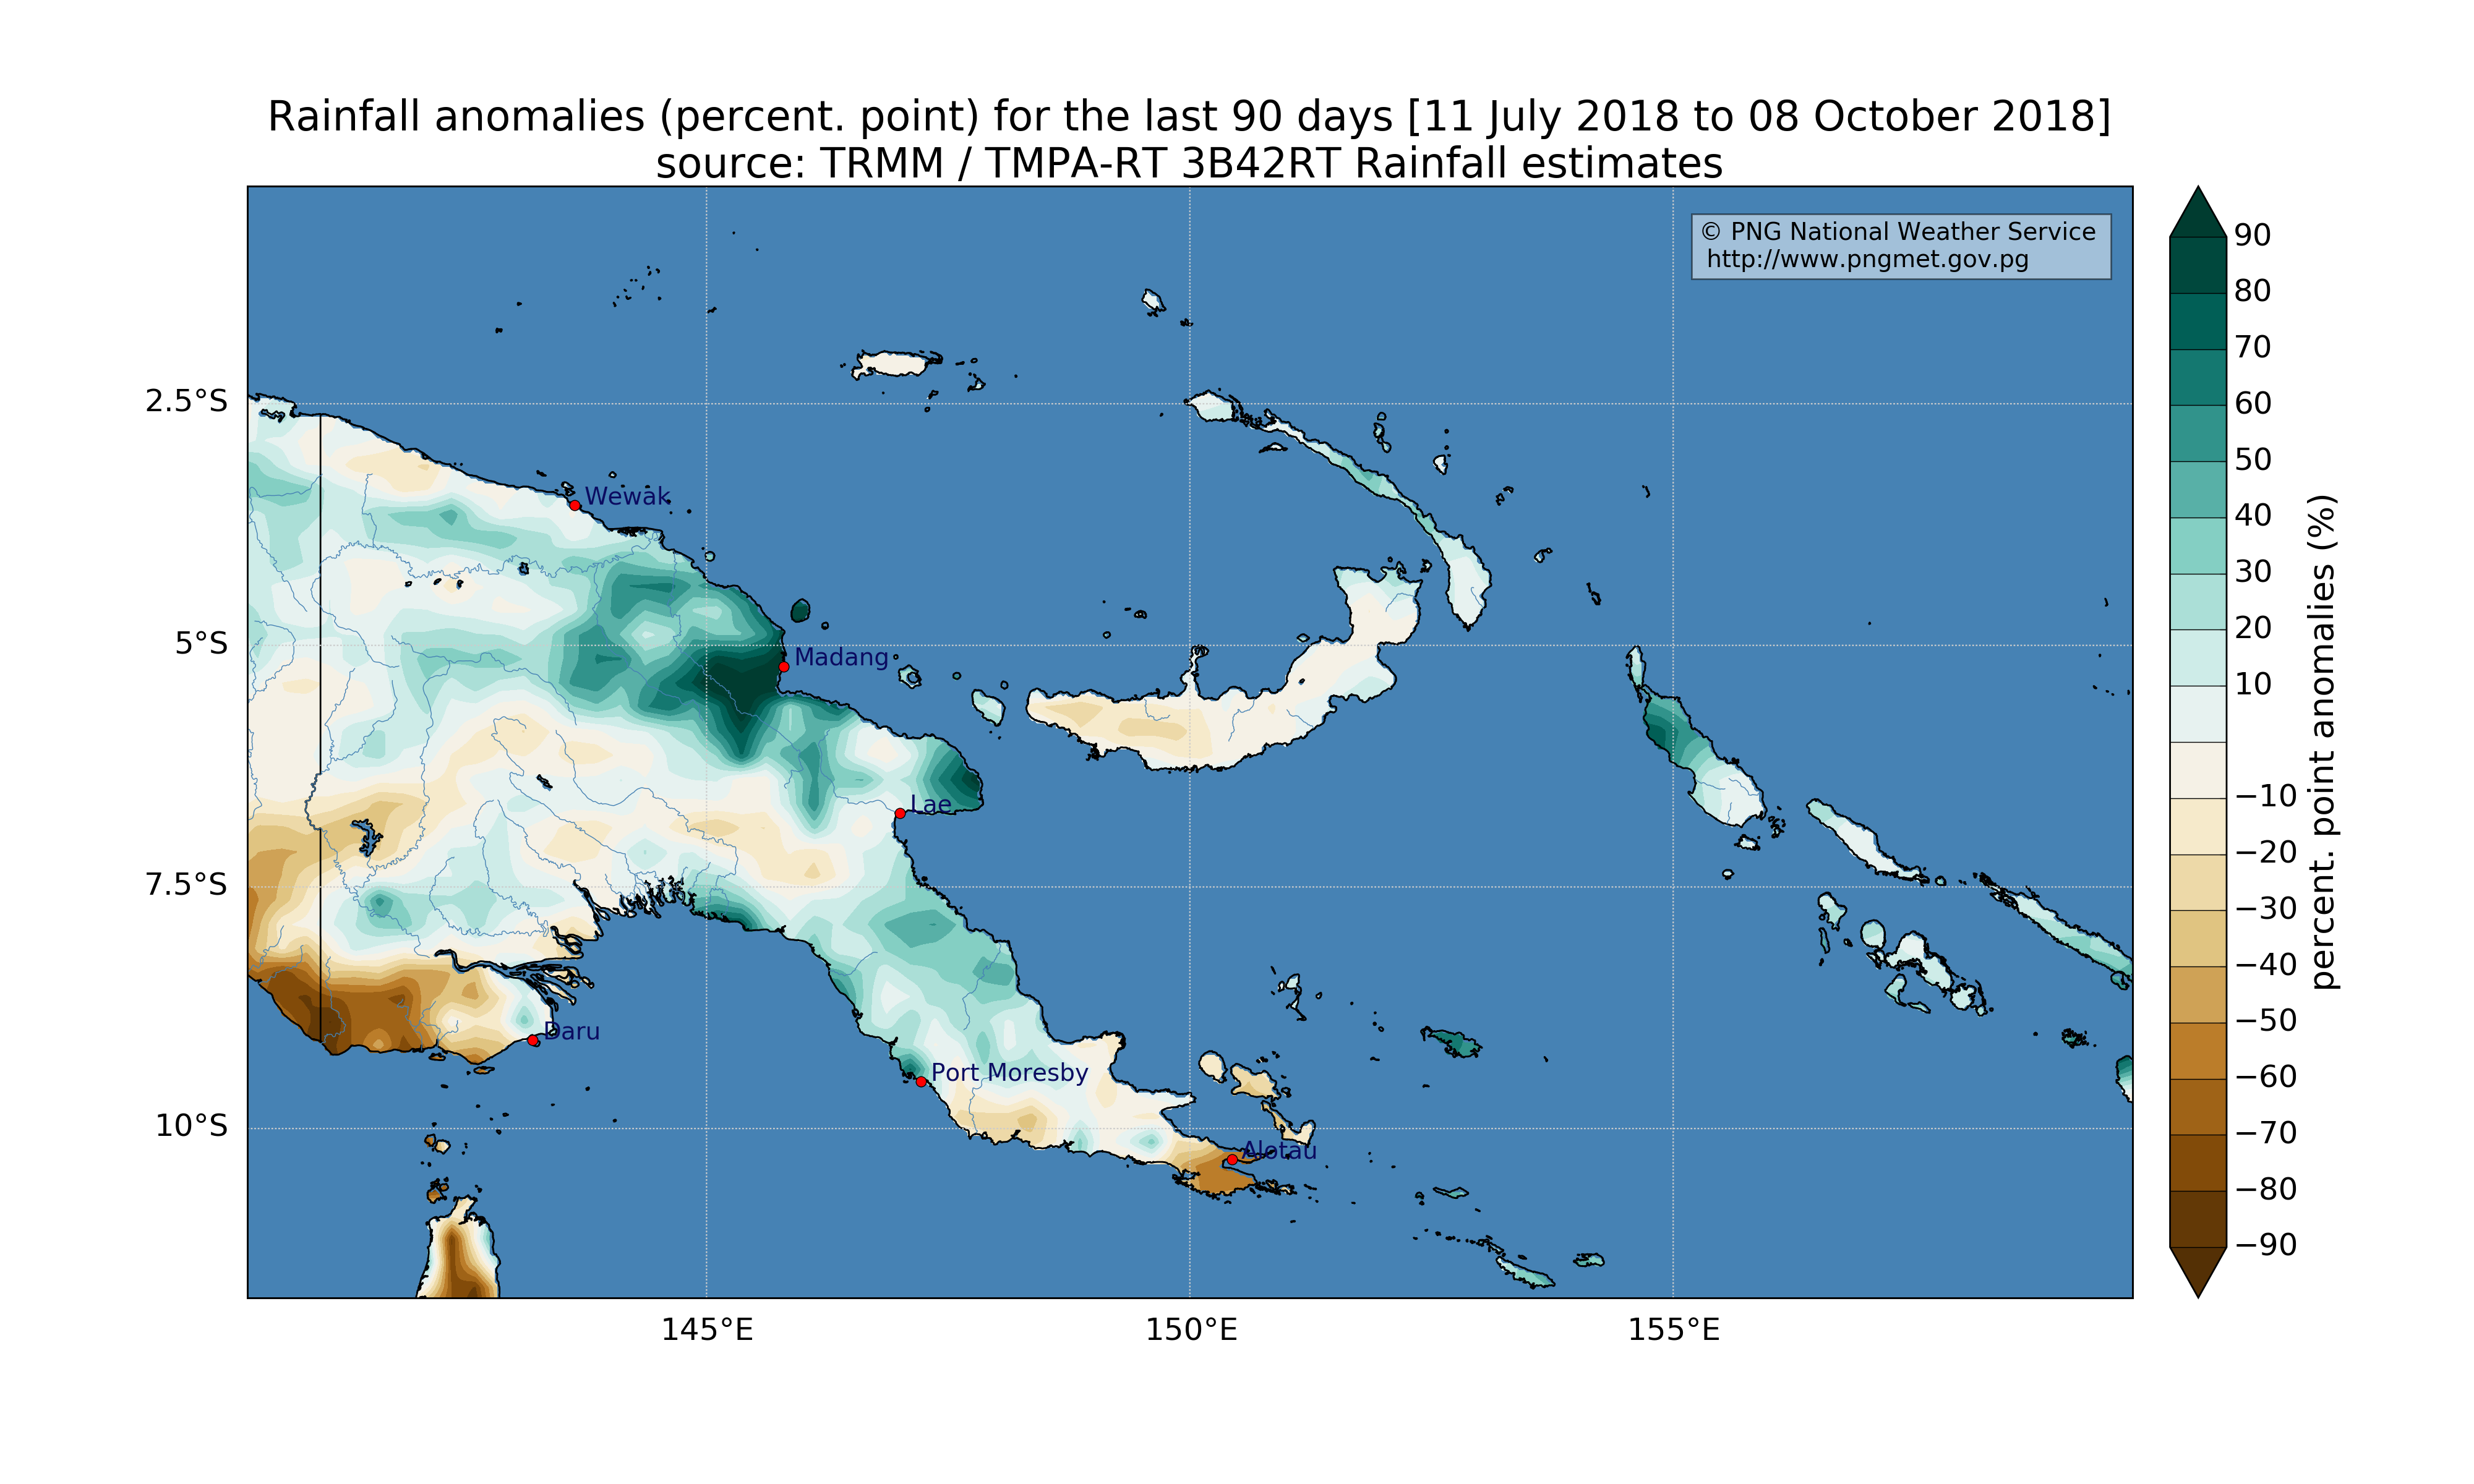 Rainfall anomalies (percent. point) for the last 90 days [11 July 2018 to 08 October 2018]
source: TRMM / TMPA-RT 3B42RT Rainfall estimates
© PNG National Weather Service
http://www.pngmet.gov.pg
2.5°S
5°S
7.5°S
10°S
145°E
150°E
155°E
Wewak
Madang
Lae
Daru
Port Moresby
Alotau
90
80
70
60
50
40
30
20
10
−10
−20
−30
−40
−50
−60
−70
−80
−90
percent. point anomalies (%)